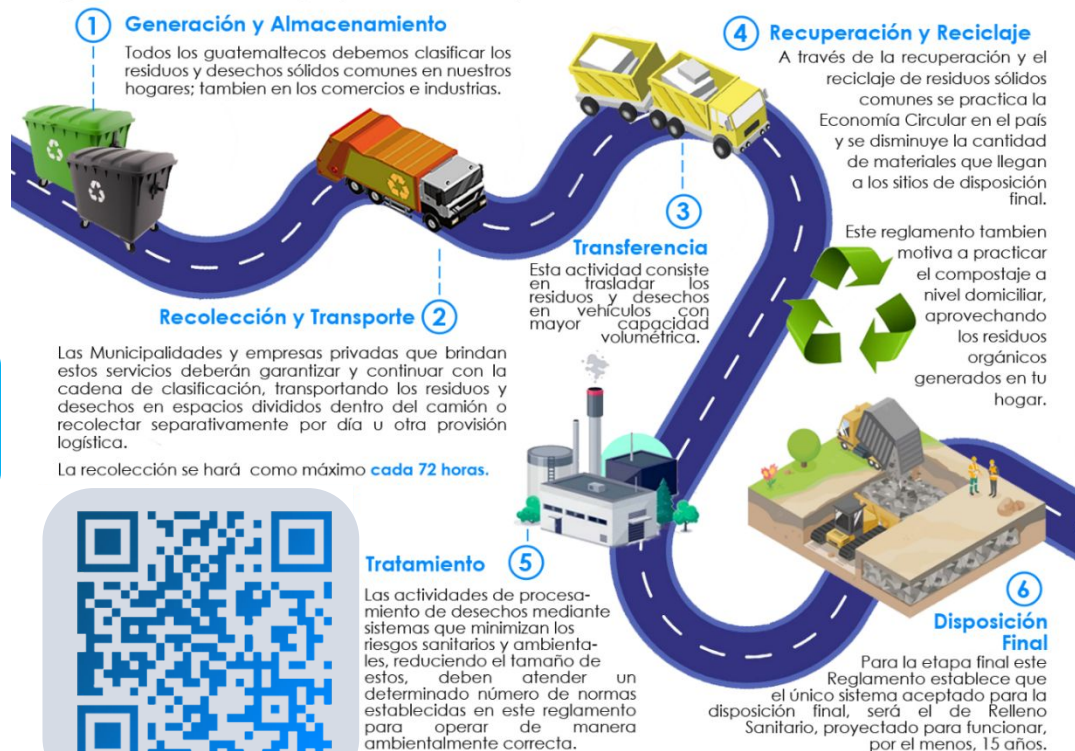 1 Generación y Almacenamiento
Todos los guatemaltecos debemos clasificar los
residuos y desechos sólidos comunes en nuestros
hogares; tambien en los comercios e industrias.
Recolección y Transporte 2
Las Municipalidades y empresas privadas que brindan
estos servicios deberán garantizar y continuar con la
cadena de clasificación, transportando los residuos y
desechos en espacios divididos dentro del camión o
recolectar separativamente por día u otra provisión
logística.
La recolección se hará como máximo cada 72 horas.
3
Transferencia
Esta actividad consiste
en trasladar los
residuos y desechos
en vehículos con
mayor capacidad
volumétrica.
4 Recuperación y Reciclaje
A través de la recuperación y el
reciclaje de residuos sólidos
comunes se practica la
Economía Circular en el país
y se disminuye la cantidad
de materiales que llegan
a los sitios de disposición
final.
Este reglamento tambien
motiva a practicar
el compostaje a
nivel domiciliar,
aprovechando
los residuos
orgánicos
generados en tu
hogar.
Tratamiento 5
Las actividades de procesa-
miento de desechos mediante
sistemas que minimizan los
riesgos sanitarios y ambienta-
les, reduciendo el tamaño de
estos, deben atender un
determinado número de normas
establecidas en este reglamento
para operar de manera
ambientalmente correcta.
6
Disposición
Final
Para la etapa final este
Reglamento establece que
el único sistema aceptado para la
disposición final, será el de Relleno
Sanitario, proyectado para funcionar,
por el mas, 15 años.